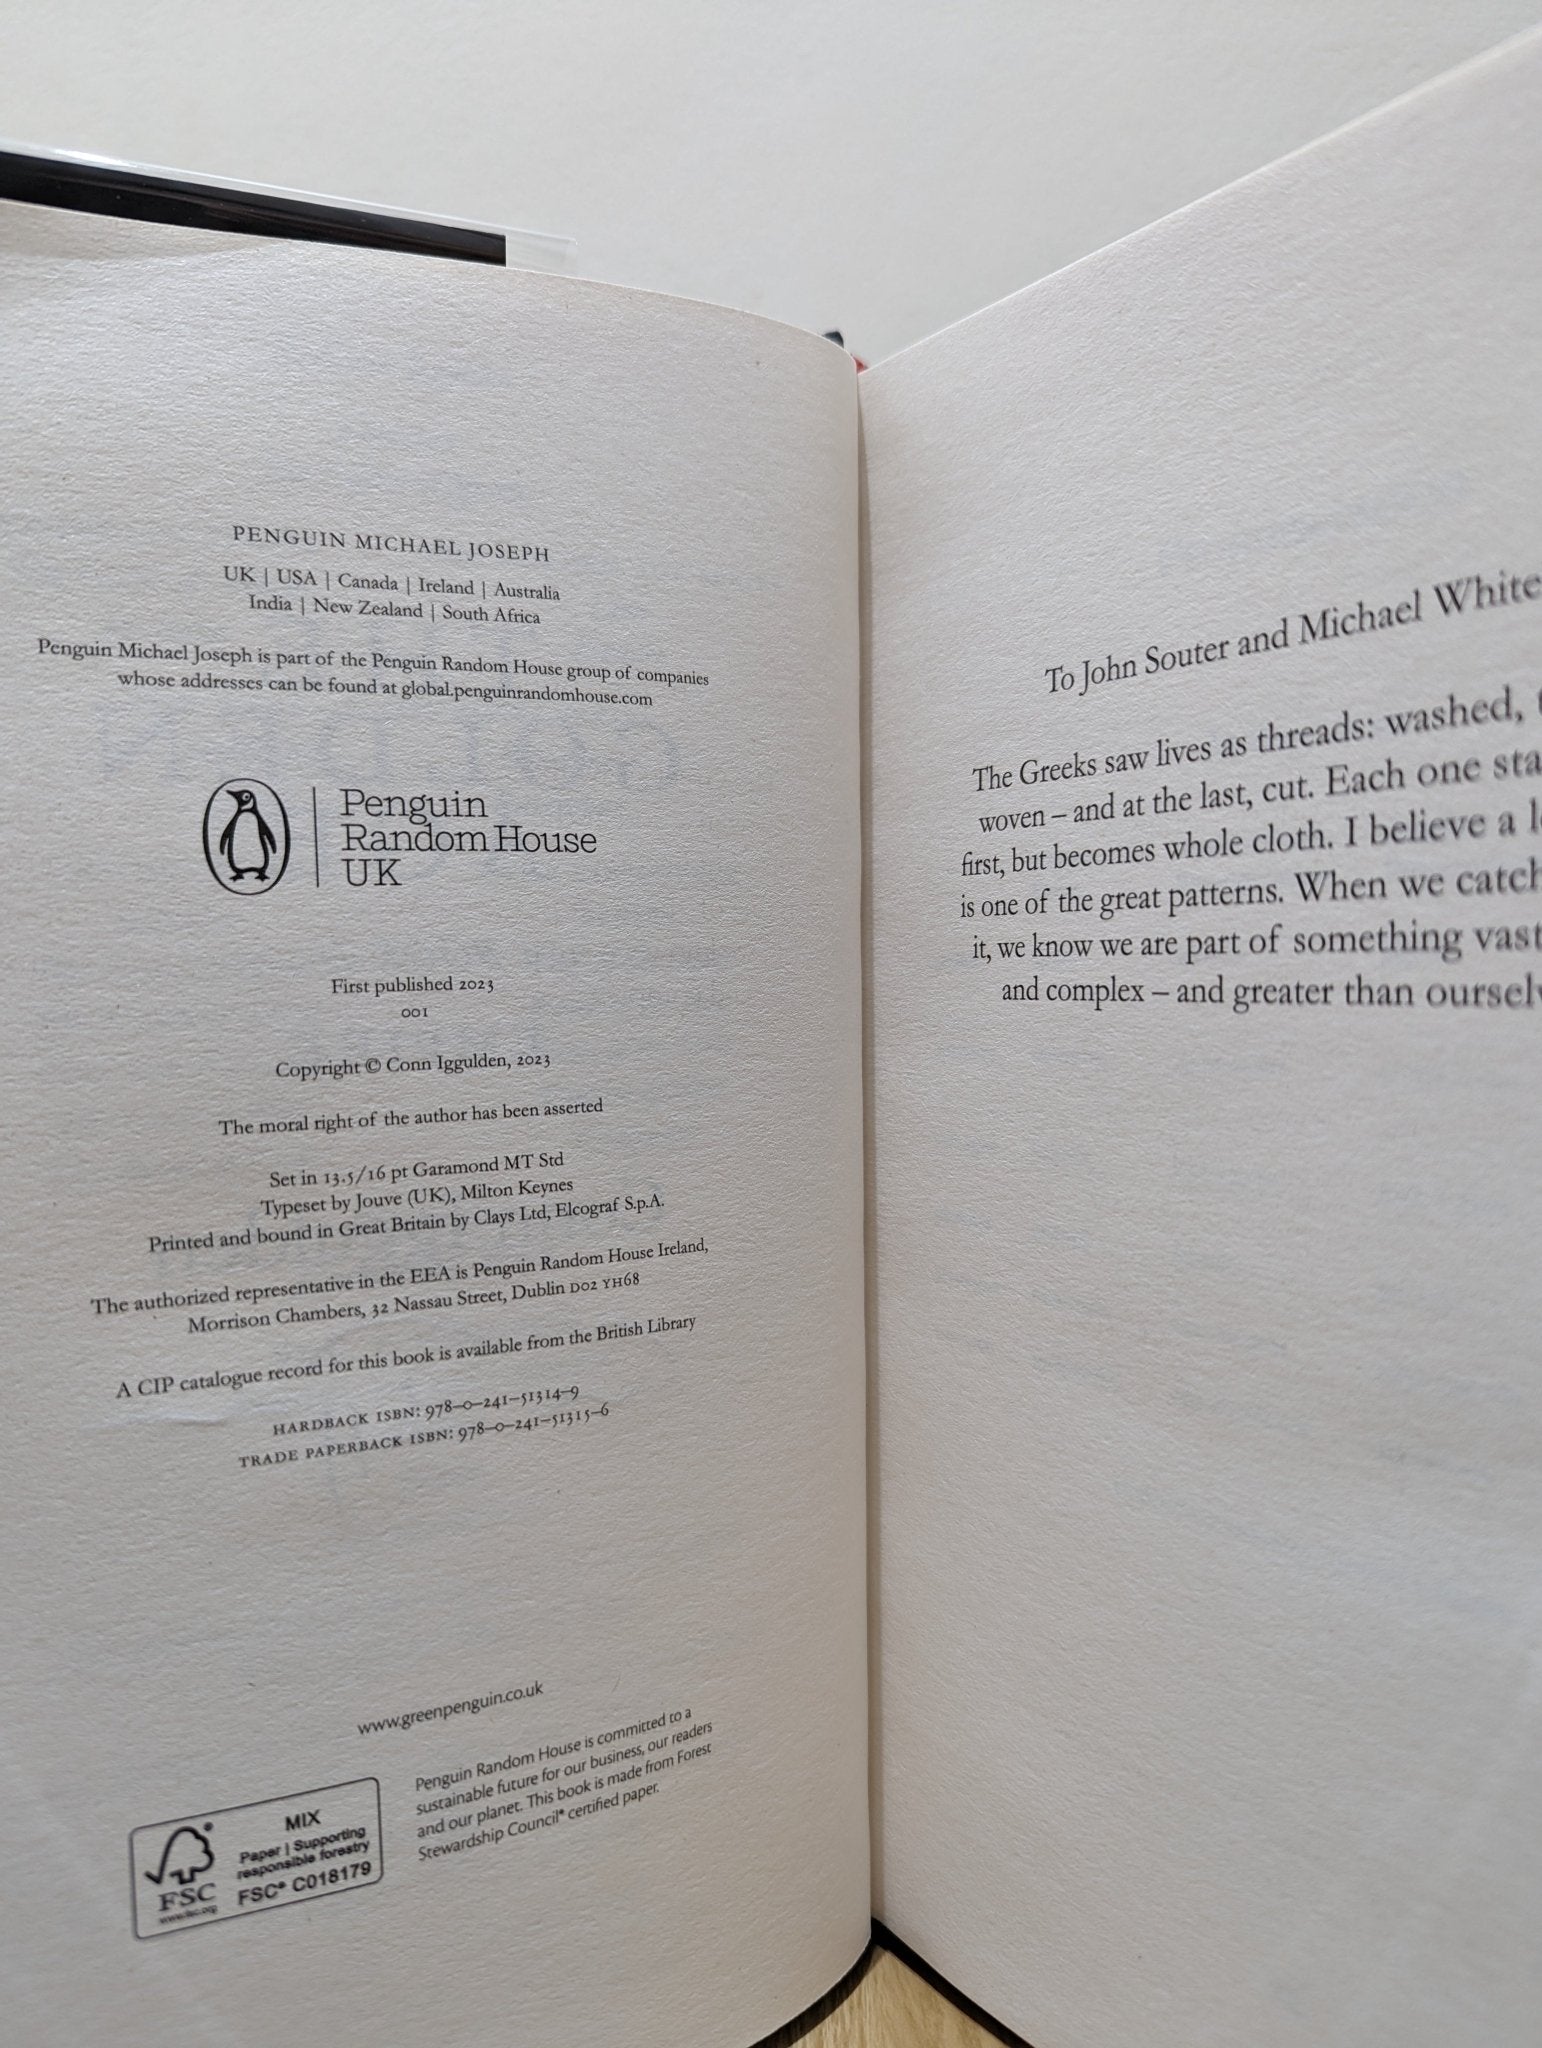 PENGUIN MICHAEL JOSEPH
UK | USA | Canada | Ireland | Australia
India | New Zealand | South Africa
Penguin Michael Joseph is part of the Penguin Random House group of companies
whose addresses can be found at global.penguinrandomhouse.com
Penguin
Random House
UK
First published 2023
001
Copyright © Conn Iggulden, 2023
The moral right of the author has been asserted
Set in 13.5/16 pt Garamond MT Std
Typeset by Jouve (UK), Milton Keynes
Printed and bound in Great Britain by Clays Ltd, Elcograf S.p.A.
The authorized representative in the EEA is Penguin Random House Ireland,
Morrison Chambers, 32 Nassau Street, Dublin D02 YH68
A CIP catalogue record for this book is available from the British Library
HARDBACK ISBN: 978–0–241–51314–9
TRADE PAPERBACK ISBN: 978–0–241–51315–6
www.greenpenguin.co.uk
Penguin Random House is committed to a
sustainable future for our business, our readers
and our planet. This book is made from Forest
Stewardship Council® certified paper.
MIX
Paper | Supporting
responsible forestry
FSC® C018179
FSC
www.fsc.org
To John Souter and Michael White
The Greeks saw lives as threads: washed,
woven – and at the last, cut. Each one
first, but becomes whole cloth. I believe a
is one of the great patterns. When we catch
it, we know we are part of something vast
and complex – and greater than